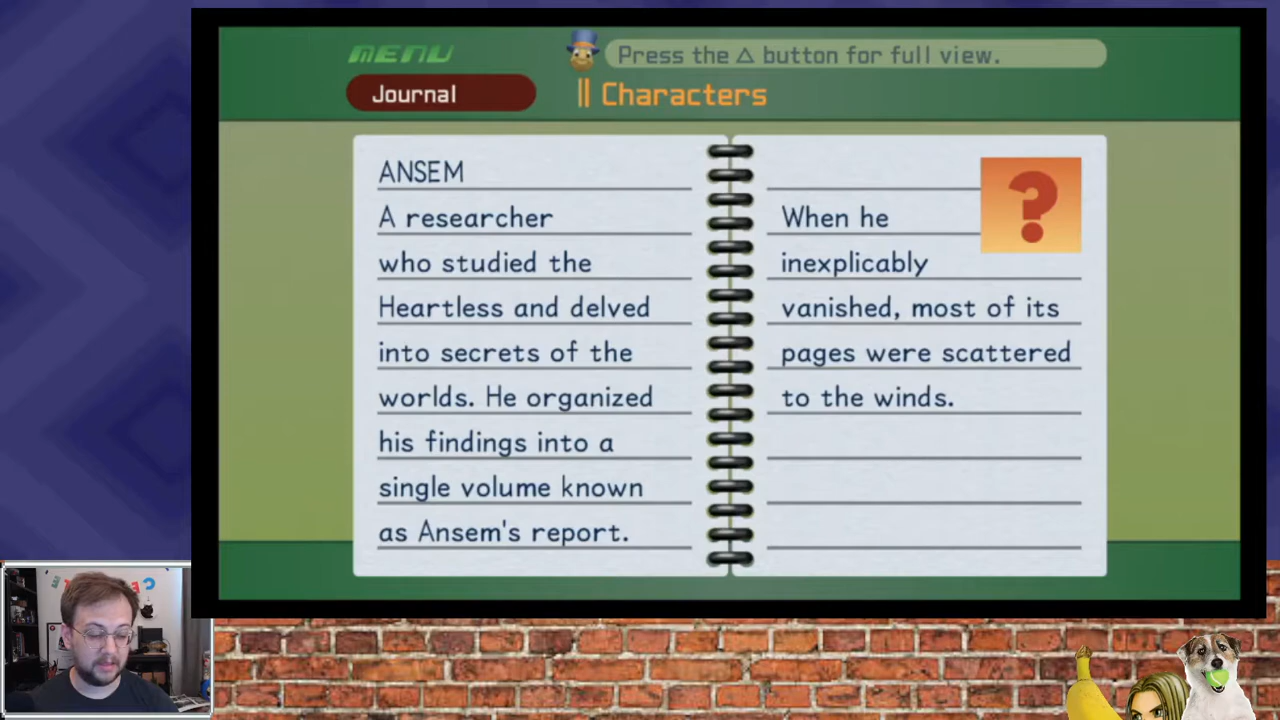 MENU
Press the △ button for full view.
Journal
Characters
ANSEM
A researcher
who studied the
Heartless and delved
into secrets of the
worlds. He organized
his findings into a
single volume known
as Ansem's report.
When he
inexplicably
vanished, most of its
pages were scattered
to the winds.
?